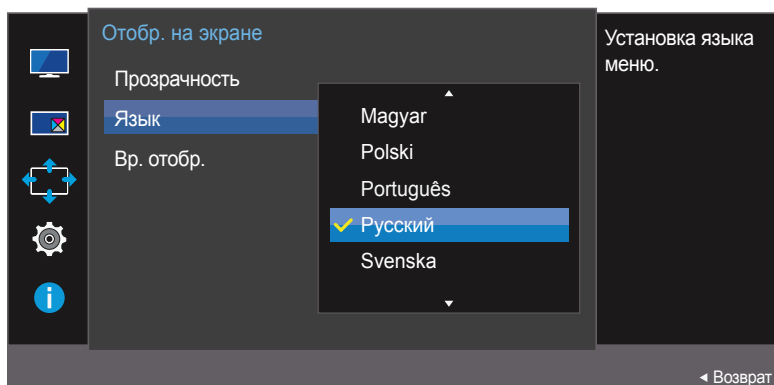 Отобр. на экране
Прозрачность
Язык
Вр. отобр.
Magyar
Polski
Português
Русский
Svenska
Установка языка
меню.
Возврат